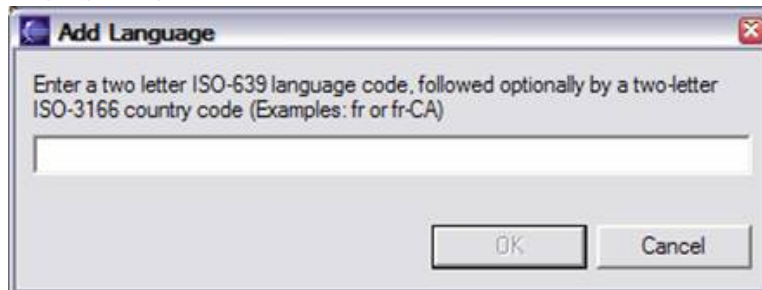 Add Language
Enter a two letter ISO-639 language code, followed optionally by a two-letter
ISO-3166 country code (Examples: fr or fr-CA)
OK Cancel